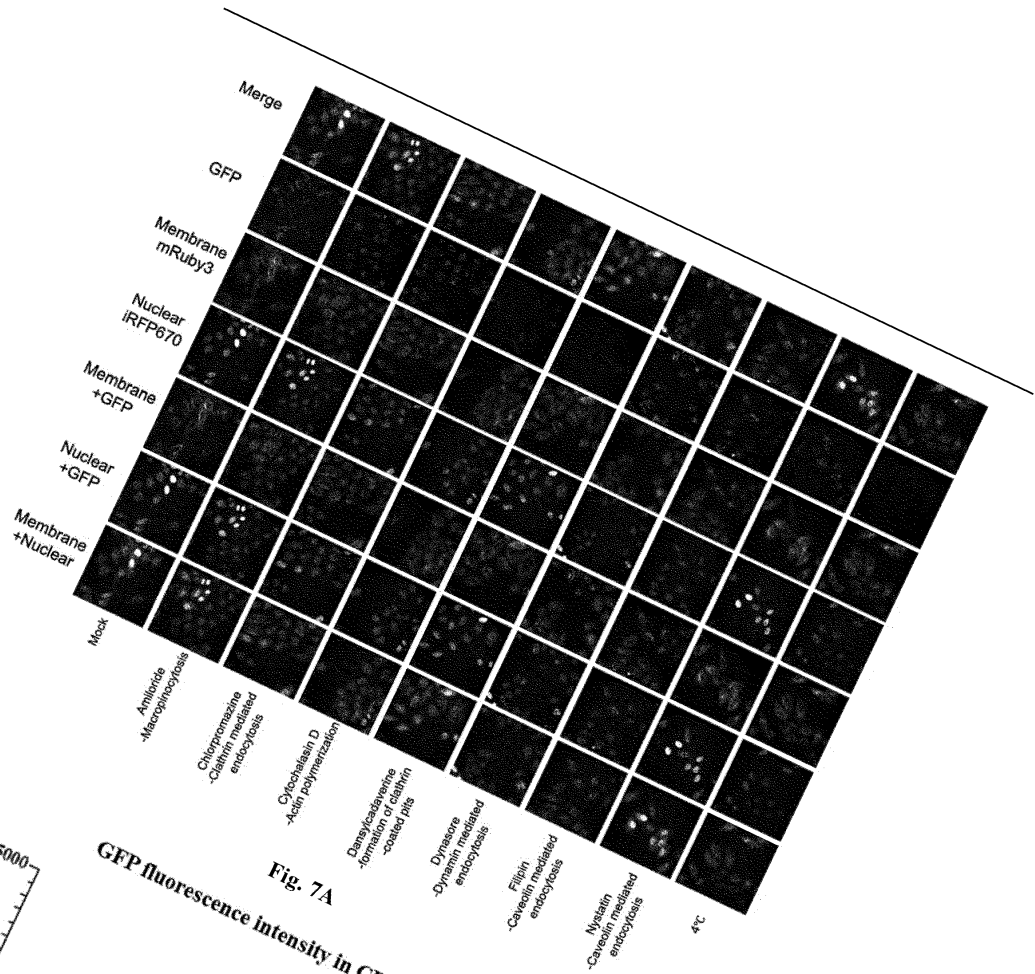 Merge
GFP
Membrane
mRuby3
Nuclear
iRFP670
Membrane
+GFP
Nuclear
+GFP
Membrane
+Nuclear
Mock
Amiloride
-Macropinocytosis
Chlorpromazine
-Clathrin mediated
endocytosis
Cytochalasin D
-Actin polymerization
Dansylcadaverine
-formation of clathrin
-coated pits
Dynasore
-Dynamin mediated
endocytosis
Filipin
-Caveolin mediated
endocytosis
Nystatin
-Caveolin mediated
endocytosis
4°C
Fig. 7A
GFP fluorescence intensity in
5000